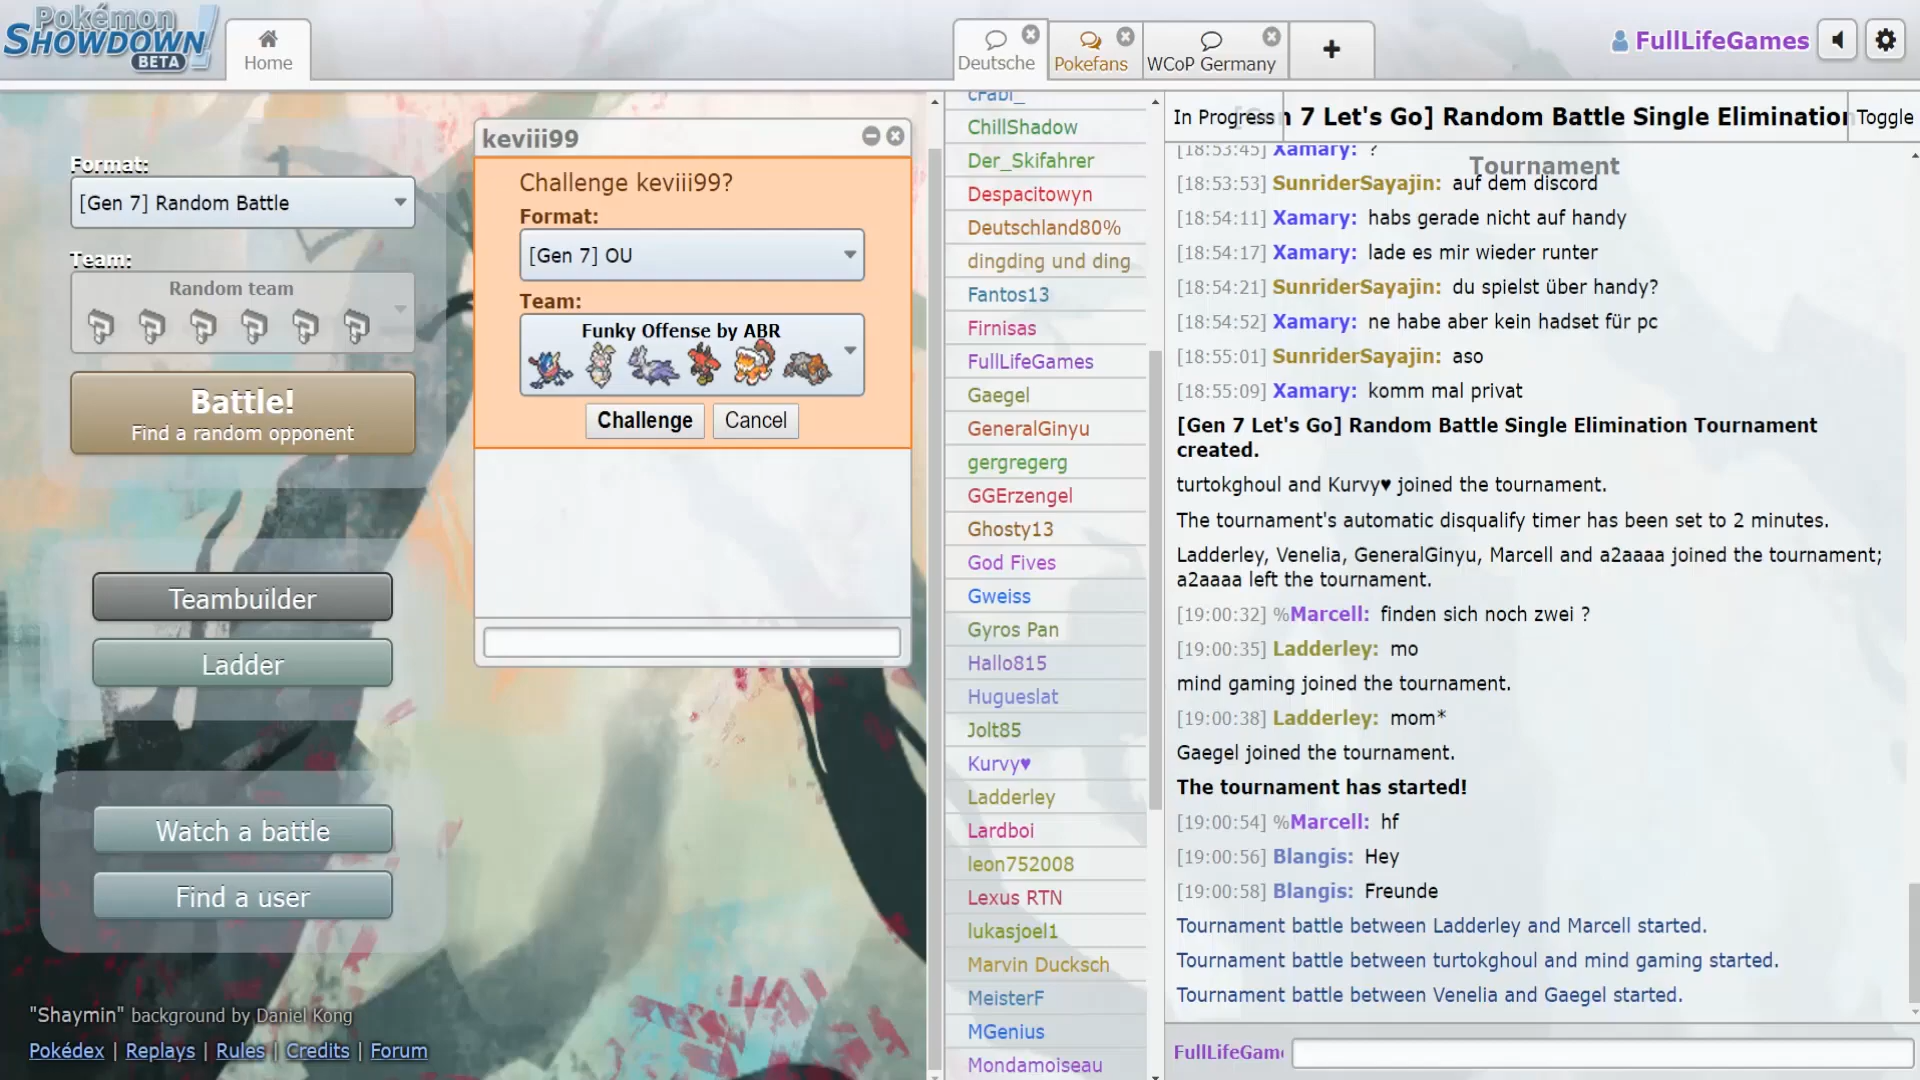 Pokémon
SHOWDOWN!
BETA
Home
Deutsche
Pokefans
WCoP Germany
+
FullLifeGames
Format:
[Gen 7] Random Battle
Team:
Random team
Battle!
Find a random opponent
Teambuilder
Ladder
Watch a battle
Find a user
"Shaymin" background by Daniel Kong
Pokédex | Replays | Rules | Credits | Forum
keviii99
Challenge keviii99?
Format:
[Gen 7] OU
Team:
Funky Offense by ABR
Challenge
Cancel
cFabi_
ChillShadow
Der_Skifahrer
Despacitowyn
Deutschland80%
dingding und ding
Fantos13
Firnisas
FullLifeGames
Gaegel
GeneralGinyu
gergregerg
GGErzengel
Ghosty13
God Fives
Gweiss
Gyros Pan
Hallo815
Hugueslat
Jolt85
Kurvy♥
Ladderley
Lardboi
leon752008
Lexus RTN
lukasjoel1
Marvin Ducksch
MeisterF
MGenius
Mondamoiseau
In Progress
7 Let's Go] Random Battle Single Elimination
Toggle
Tournament
[18:53:45] Xamary: ?
[18:53:53] SunriderSayajin: auf dem discord
[18:54:11] Xamary: habs gerade nicht auf handy
[18:54:17] Xamary: lade es mir wieder runter
[18:54:21] SunriderSayajin: du spielst über handy?
[18:54:52] Xamary: ne habe aber kein hadset für pc
[18:55:01] SunriderSayajin: aso
[18:55:09] Xamary: komm mal privat
[Gen 7 Let's Go] Random Battle Single Elimination Tournament
created.
turtokghoul and Kurvy♥ joined the tournament.
The tournament's automatic disqualify timer has been set to 2 minutes.
Ladderley, Venelia, GeneralGinyu, Marcell and a2aaaa joined the tournament;
a2aaaa left the tournament.
[19:00:32] %Marcell: finden sich noch zwei ?
[19:00:35] Ladderley: mo
mind gaming joined the tournament.
[19:00:38] Ladderley: mom*
Gaegel joined the tournament.
The tournament has started!
[19:00:54] %Marcell: hf
[19:00:56] Blangis: Hey
[19:00:58] Blangis: Freunde
Tournament battle between Ladderley and Marcell started.
Tournament battle between turtokghoul and mind gaming started.
Tournament battle between Venelia and Gaegel started.
FullLifeGam